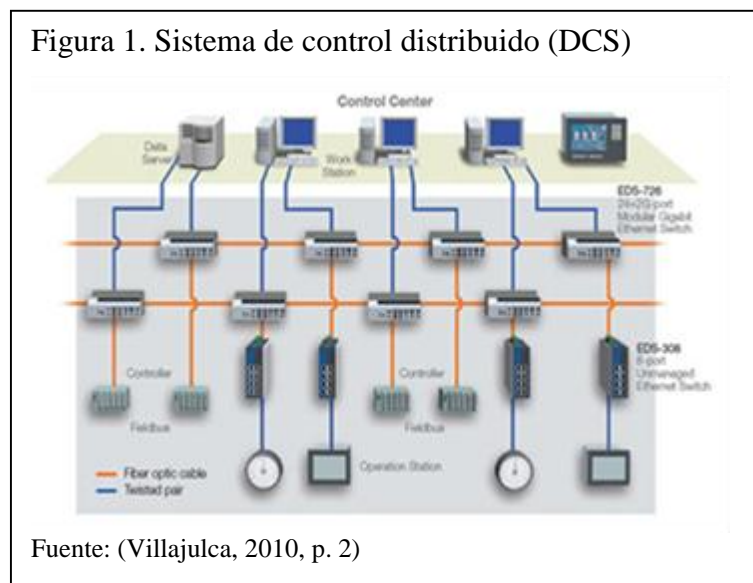 Figura 1. Sistema de control distribuido (DCS)
Control Center
Data
Server
Work
Station
EDS-726
24+2G-port
Modular Gigabit
Ethernet Switch
EDS-308
8-port
Unmanaged
Ethernet Switch
Controller
Fieldbus
Controller
Fieldbus
Operation Station
Fiber optic cable
Twisted pair
Fuente: (Villajulca, 2010, p. 2)